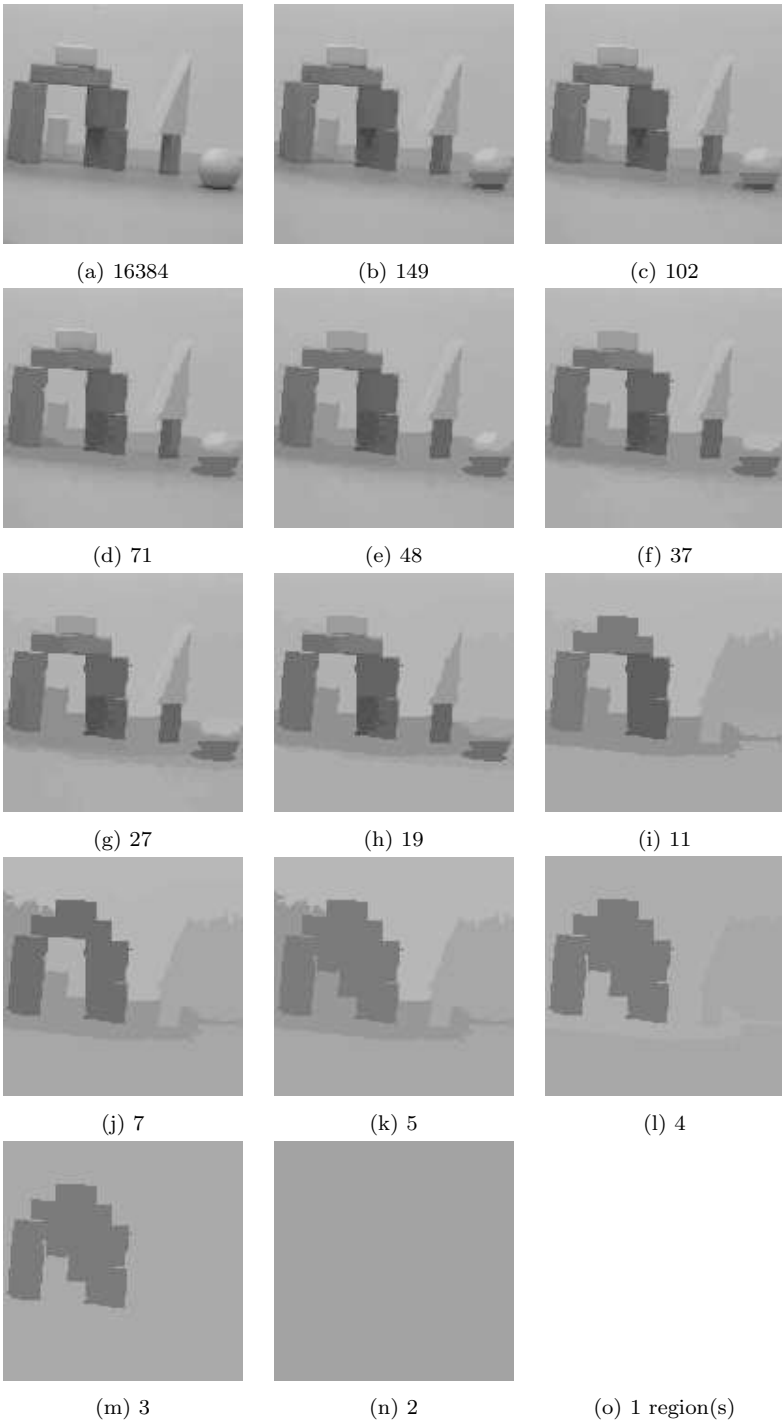 (a) 16384
(b) 149
(c) 102
(d) 71
(e) 48
(f) 37
(g) 27
(h) 19
(i) 11
(j) 7
(k) 5
(l) 4
(m) 3
(n) 2
(o) 1 region(s)